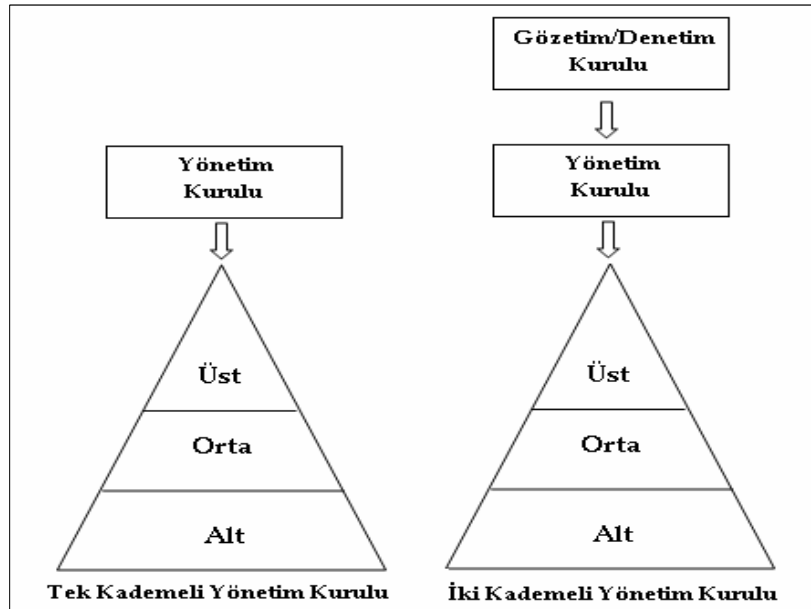 Yönetim
Kurulu
Üst
Orta
Alt
Tek Kademeli Yönetim Kurulu
Gözetim/Denetim
Kurulu
Yönetim
Kurulu
Üst
Orta
Alt
İki Kademeli Yönetim Kurulu